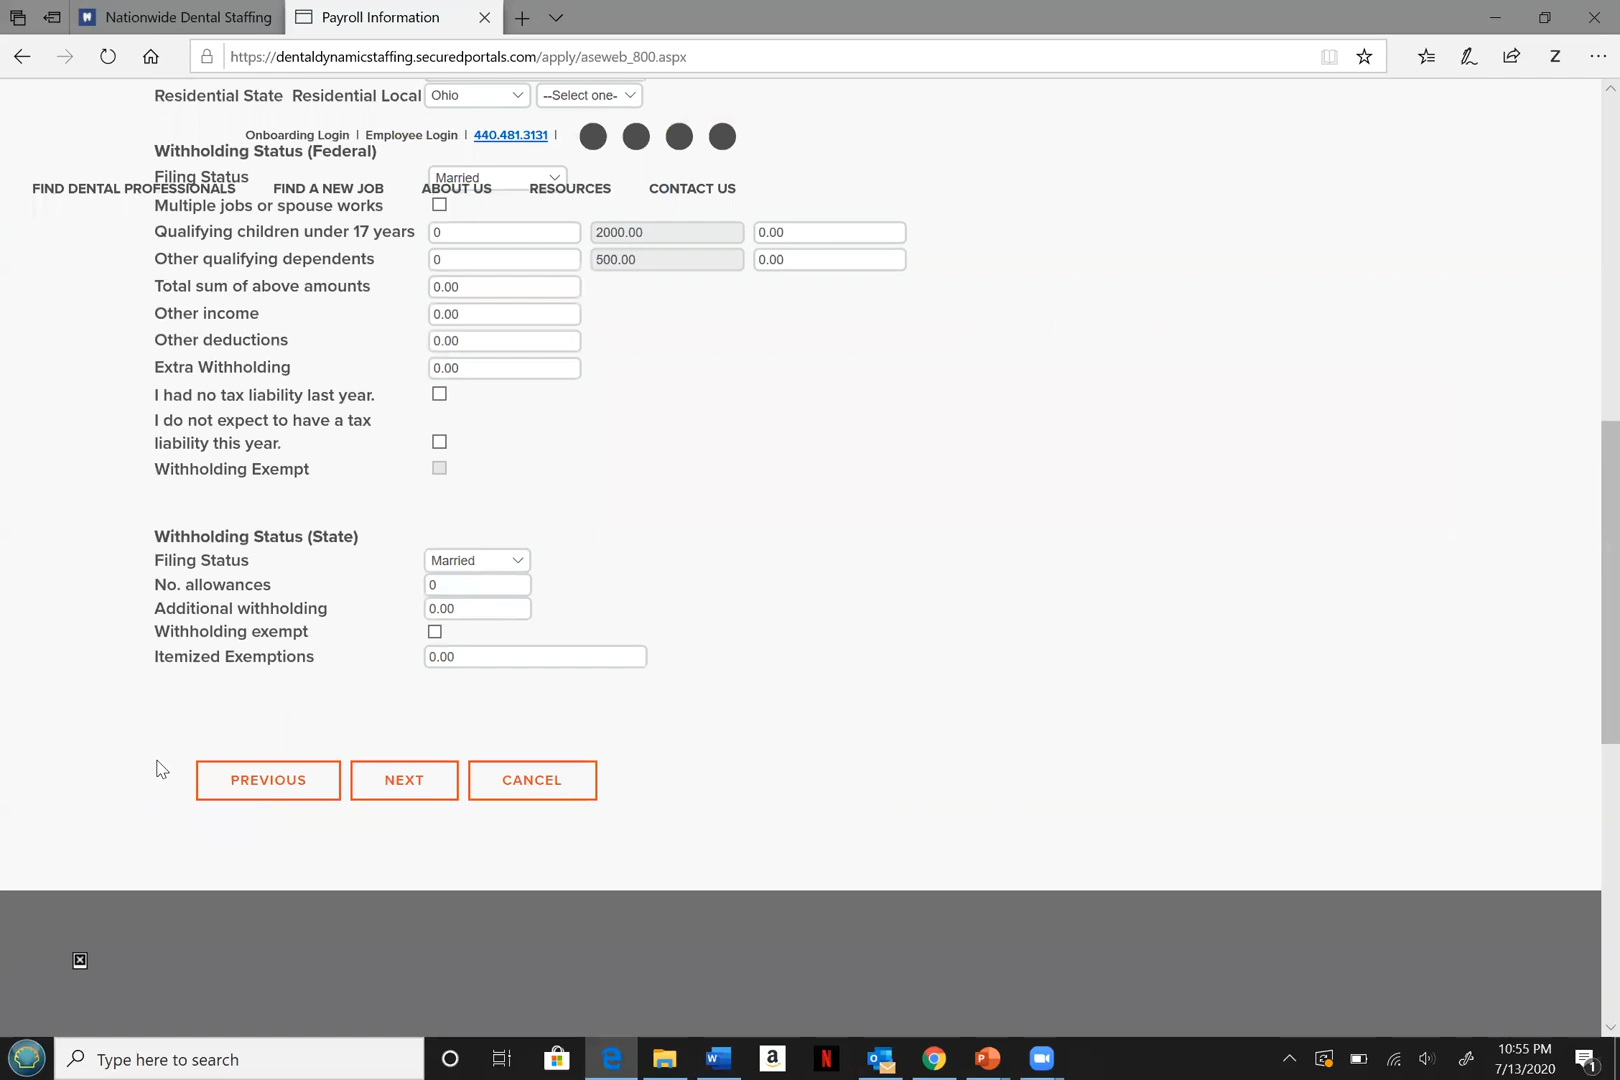 Nationwide Dental Staffing
Payroll Information
https://dentaldynamicstaffing.securedportals.com/apply/aseweb_800.aspx
Z
Residential State Residential Local Ohio --Select one-
Onboarding Login | Employee Login | 440.481.3131 |
Withholding Status (Federal)
Filing Status Married
FIND DENTAL PROFESSIONALS FIND A NEW JOB ABOUT US RESOURCES CONTACT US
Multiple jobs or spouse works
Qualifying children under 17 years 0 2000.00 0.00
Other qualifying dependents 0 500.00 0.00
Total sum of above amounts 0.00
Other income 0.00
Other deductions 0.00
Extra Withholding 0.00
I had no tax liability last year.
I do not expect to have a tax
liability this year.
Withholding Exempt
Withholding Status (State)
Filing Status Married
No. allowances 0
Additional withholding 0.00
Withholding exempt
Itemized Exemptions 0.00
PREVIOUS NEXT CANCEL
Type here to search
10:55 PM
7/13/2020
1